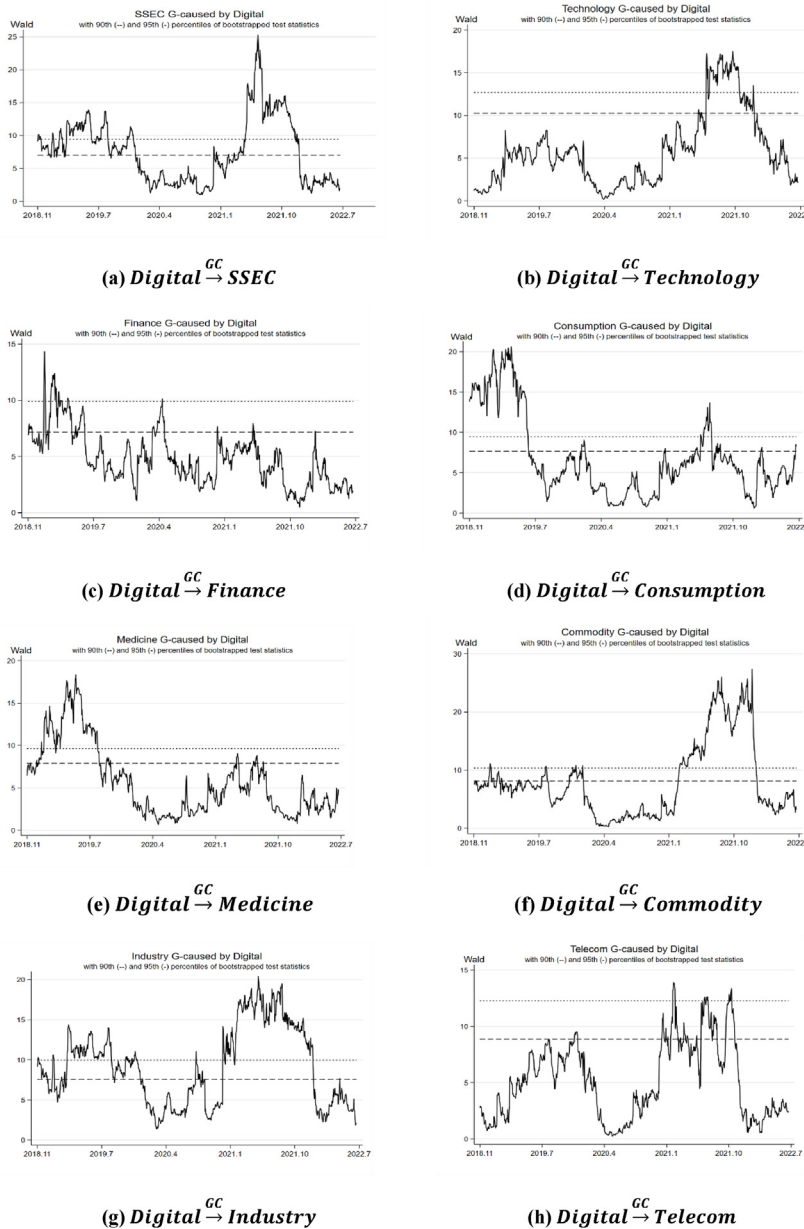 SSEC G-caused by Digital
with 90th (--) and 95th (-) percentiles of bootstrapped test statistics
Wald
25
20
15
10
5
0
2018.11 2019.7 2020.4 2021.1 2021.10 2022.7
(a) Digital GC→ SSEC
Technology G-caused by Digital
with 90th (--) and 95th (-) percentiles of bootstrapped test statistics
Wald
20
15
10
5
0
2018.11 2019.7 2020.4 2021.1 2021.10 2022
(b) Digital GC→ Technology
Finance G-caused by Digital
with 90th (--) and 95th (-) percentiles of bootstrapped test statistics
Wald
15
10
5
0
2018.11 2019.7 2020.4 2021.1 2021.10 2022.7
(c) Digital GC→ Finance
Consumption G-caused by Digital
with 90th (--) and 95th (-) percentiles of bootstrapped test statistics
Wald
20
15
10
5
0
2018.11 2019.7 2020.4 2021.1 2021.10 2022
(d) Digital GC→ Consumption
Medicine G-caused by Digital
with 90th (--) and 95th (-) percentiles of bootstrapped test statistics
Wald
20
15
10
5
0
2018.11 2019.7 2020.4 2021.1 2021.10 2022.7
(e) Digital GC→ Medicine
Commodity G-caused by Digital
with 90th (--) and 95th (-) percentiles of bootstrapped test statistics
Wald
30
20
10
0
2018.11 2019.7 2020.4 2021.1 2021.10 2022
(f) Digital GC→ Commodity
Industry G-caused by Digital
with 90th (--) and 95th (-) percentiles of bootstrapped test statistics
Wald
20
15
10
5
0
2018.11 2019.7 2020.4 2021.1 2021.10 2022.7
(g) Digital GC→ Industry
Telecom G-caused by Digital
with 90th (--) and 95th (-) percentiles of bootstrapped test statistics
Wald
15
10
5
0
2018.11 2019.7 2020.4 2021.1 2021.10 2022.7
(h) Digital GC→ Telecom